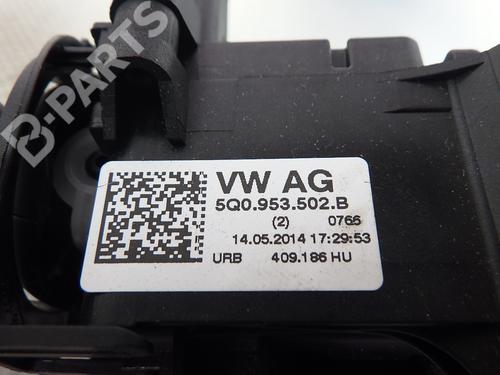 B-PARTS
VW AG
5Q0.953.502.B
(2) 0766
14.05.2014 17:29:53
URB 409.186 HU